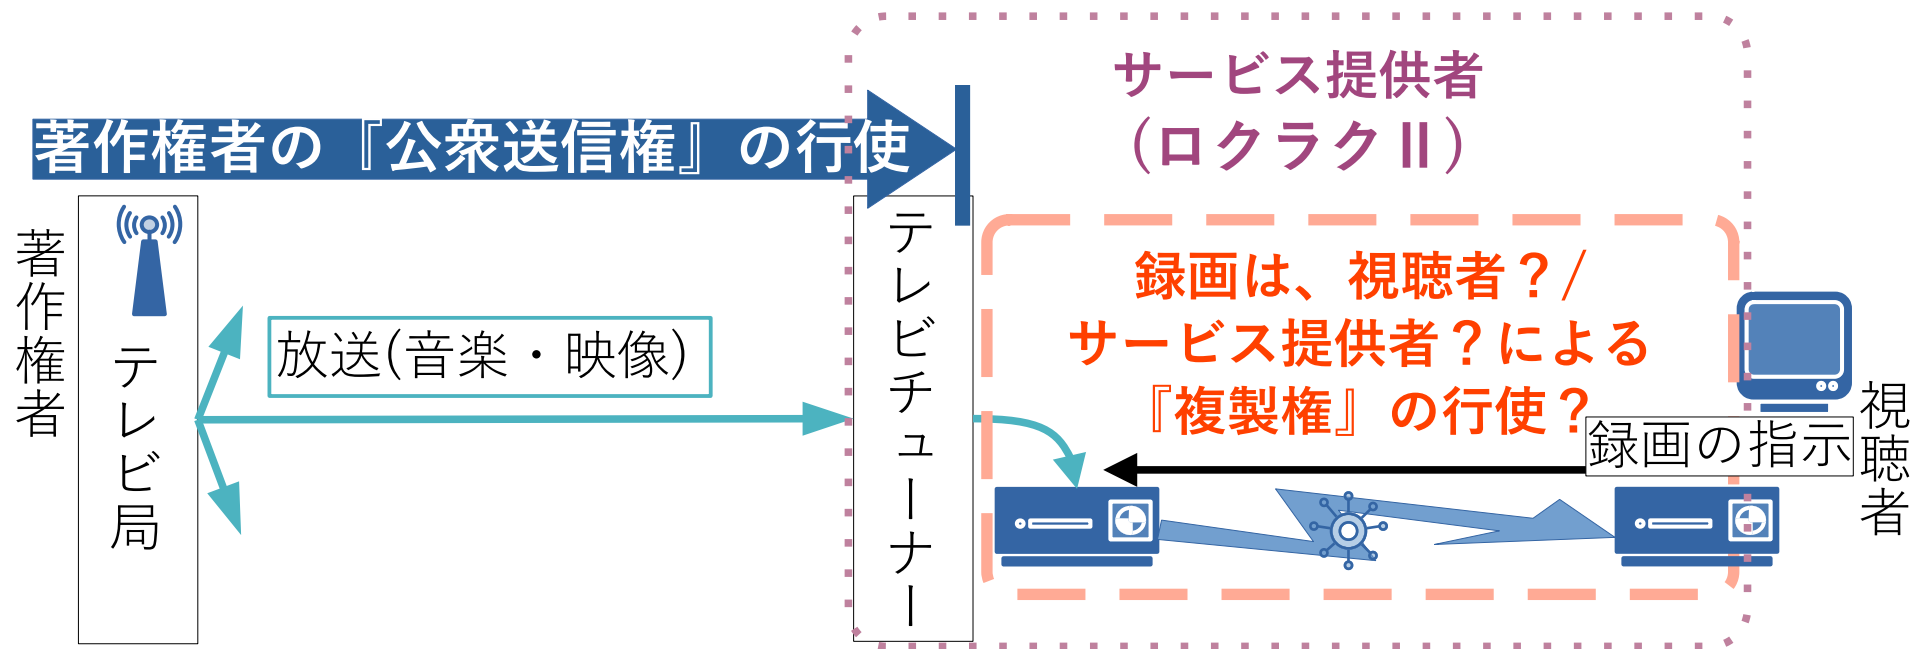 サービス提供者
(ロクラクⅡ)
著作権者の『公衆送信権』の行使
著作権者
テレビ局
放送(音楽・映像)
テレビチューナー
録画は、視聴者？/
サービス提供者？による
『複製権』の行使？
録画の指示
視聴者